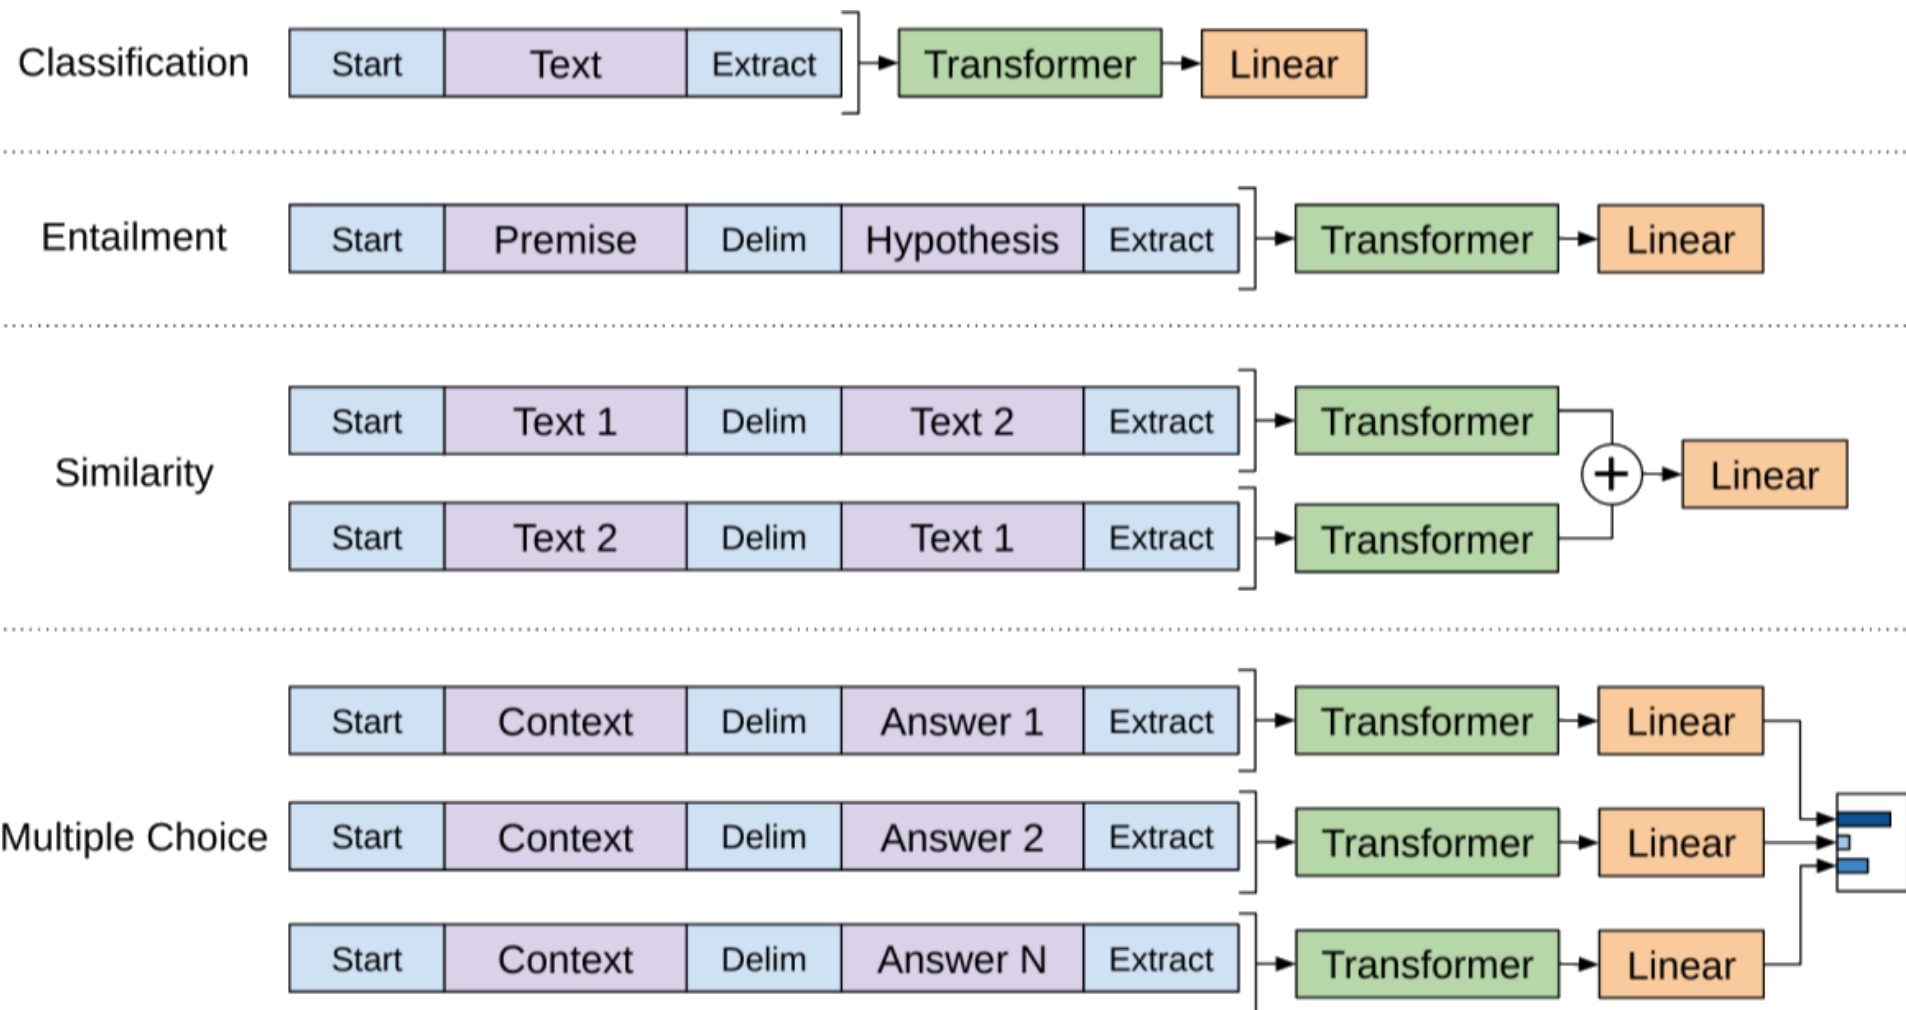 Classification Start Text Extract Transformer Linear
Entailment Start Premise Delim Hypothesis Extract Transformer Linear
Similarity
Start Text 1 Delim Text 2 Extract Transformer
+ Linear
Start Text 2 Delim Text 1 Extract Transformer
Multiple Choice
Start Context Delim Answer 1 Extract Transformer Linear
Start Context Delim Answer 2 Extract Transformer Linear
Start Context Delim Answer N Extract Transformer Linear